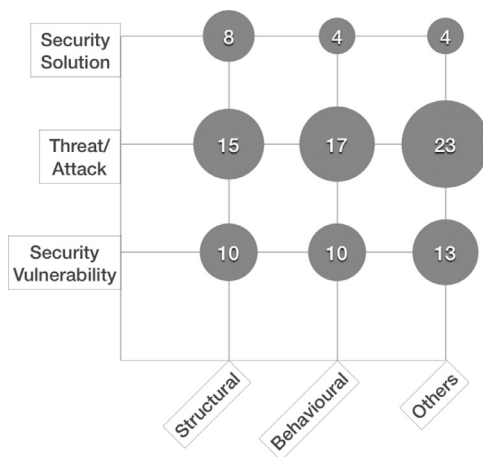 Security
Solution
8
4
4
Threat/
Attack
15
17
23
Security
Vulnerability
10
10
13
Structural
Behavioural
Others